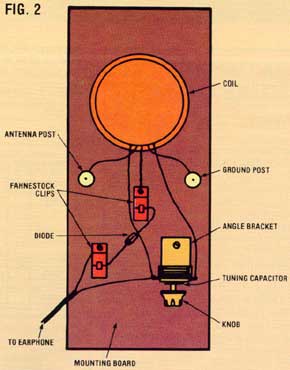 FIG. 2
COIL
ANTENNA POST
GROUND POST
FAHNESTOCK
CLIPS
ANGLE BRACKET
DIODE
TUNING CAPACITOR
KNOB
TO EARPHONE
MOUNTING BOARD